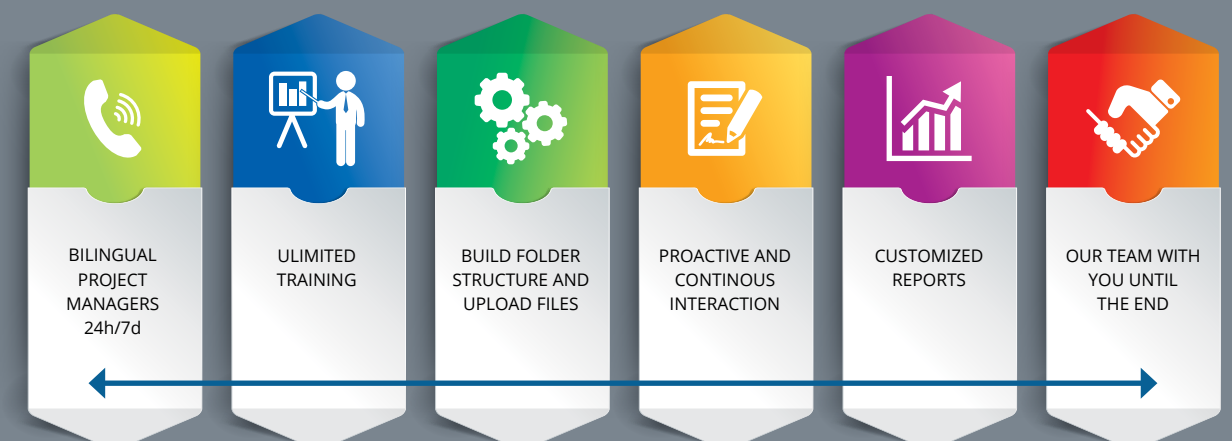 BILINGUAL
PROJECT
MANAGERS
24h/7d
ULIMITED
TRAINING
BUILD FOLDER
STRUCTURE AND
UPLOAD FILES
PROACTIVE AND
CONTINOUS
INTERACTION
CUSTOMIZED
REPORTS
OUR TEAM WITH
YOU UNTIL
THE END